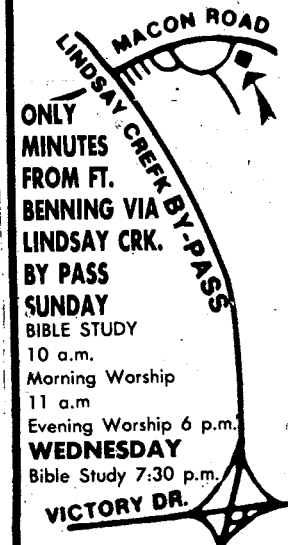 MACON ROAD
LINDSAY CREEK BY-PASS
ONLY
MINUTES
FROM FT.
BENNING VIA
LINDSAY CRK.
BY PASS
SUNDAY
BIBLE STUDY
10 a.m.
Morning Worship
11 a.m
Evening Worship 6 p.m.
WEDNESDAY
Bible Study 7:30 p.m.
VICTORY DR.